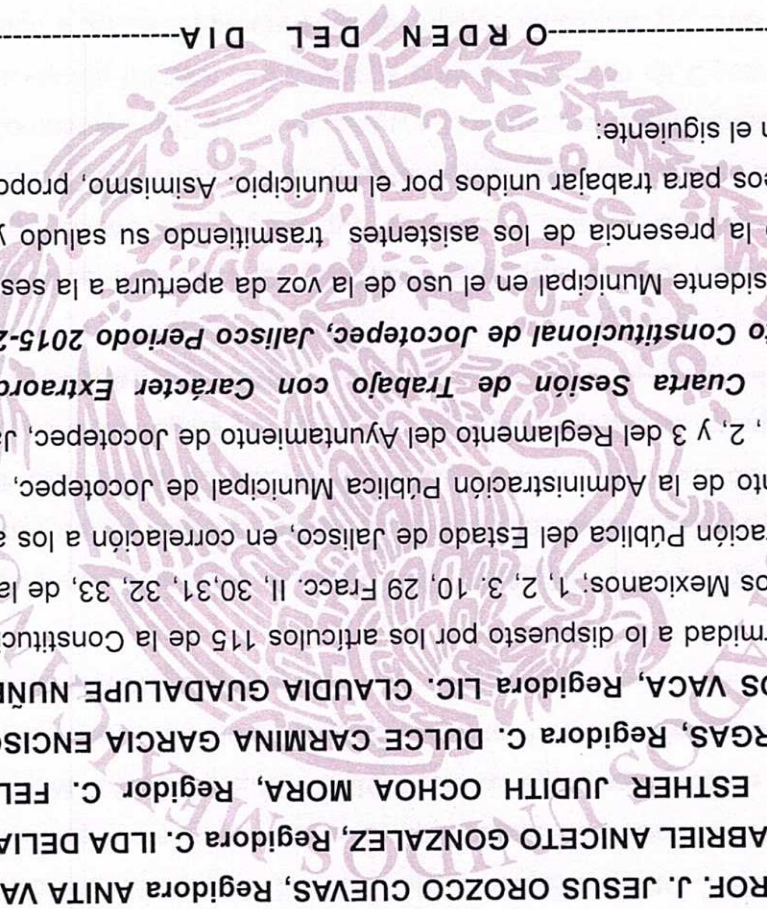 ROF. J. JESUS OROZCO CUEVAS, Regidora ANITA VA
ABRIEL ANICETO GONZALEZ, Regidora C. ILDA DELIA
ESTHER JUDITH OCHOA MORA, Regidor C. FEL
RGAS, Regidora C. DULCE CARMINA GARCIA ENCISO
OS VACA, Regidora LIC. CLAUDIA GUADALUPE NUÑE
rmidad a lo dispuesto por los artículos 115 de la Constituc
os Mexicanos; 1, 2, 3. 10, 29 Fracc. II, 30,31, 32, 33, de la
ración Pública del Estado de Jalisco, en correlación a los a
nto de la Administración Pública Municipal de Jocotepec,
, 2, y 3 del Reglamento del Ayuntamiento de Jocotepec, Ja
Cuarta Sesión de Trabajo con Carácter Extraord
to Constitucional de Jocotepec, Jalisco Periodo 2015-2
sidente Municipal en el uso de la voz da apertura a la ses
o la presencia de los asistentes trasmitiendo su saludo y
eos para trabajar unidos por el municipio. Asimismo, propo
n el siguiente:
--------------------O R D E N   D E L   D I A--------------------